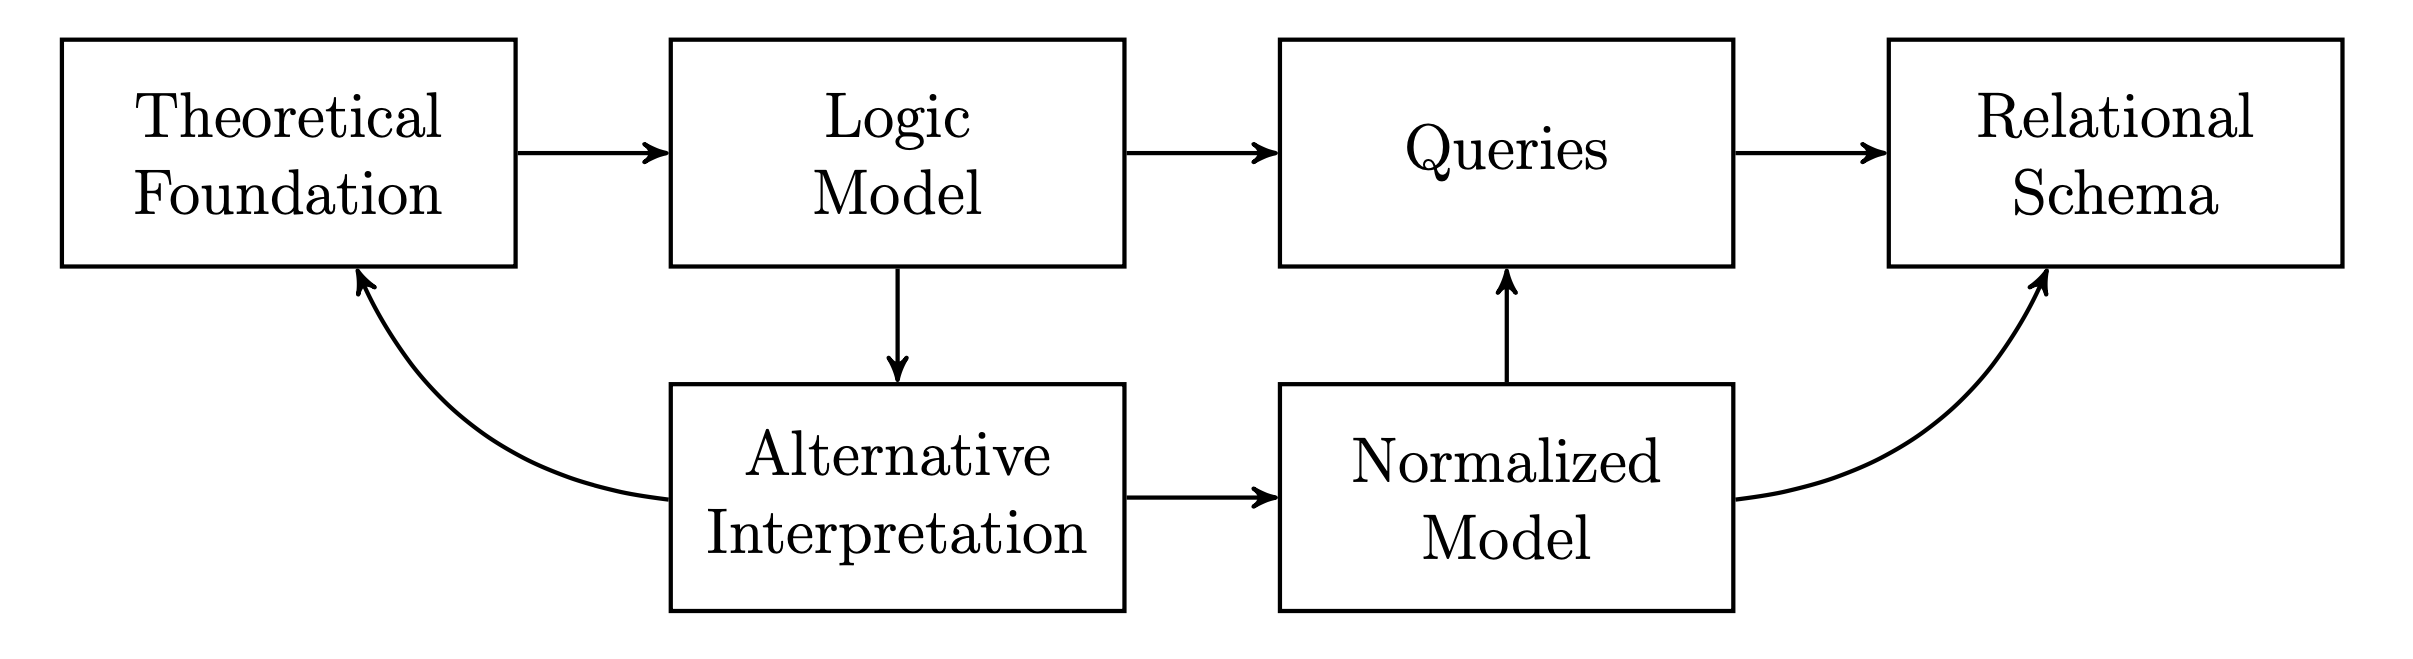 Theoretical
Foundation
Logic
Model
Queries
Relational
Schema
Alternative
Interpretation
Normalized
Model